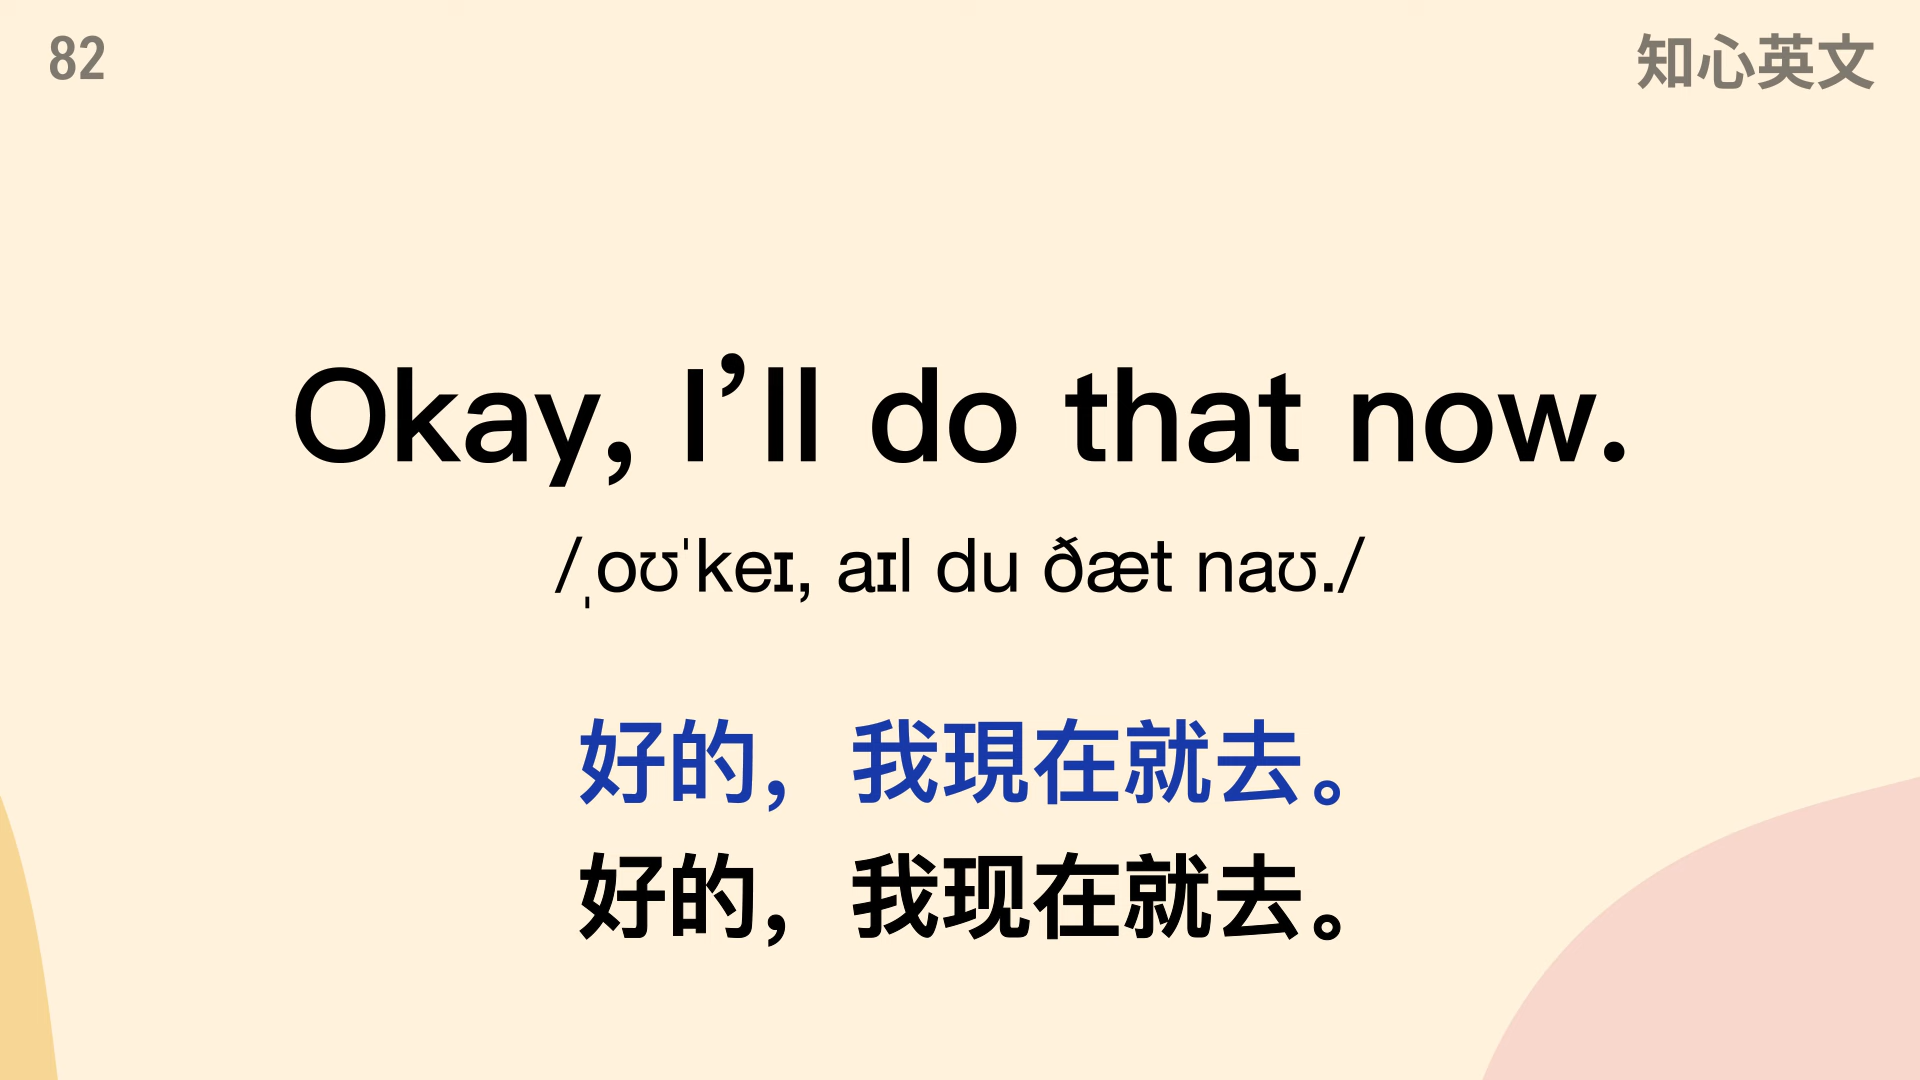 82
知心英文
Okay, I’ll do that now.
/ˌoʊˈkeɪ, aɪl du ðæt naʊ./
好的，我現在就去。
好的，我现在就去。